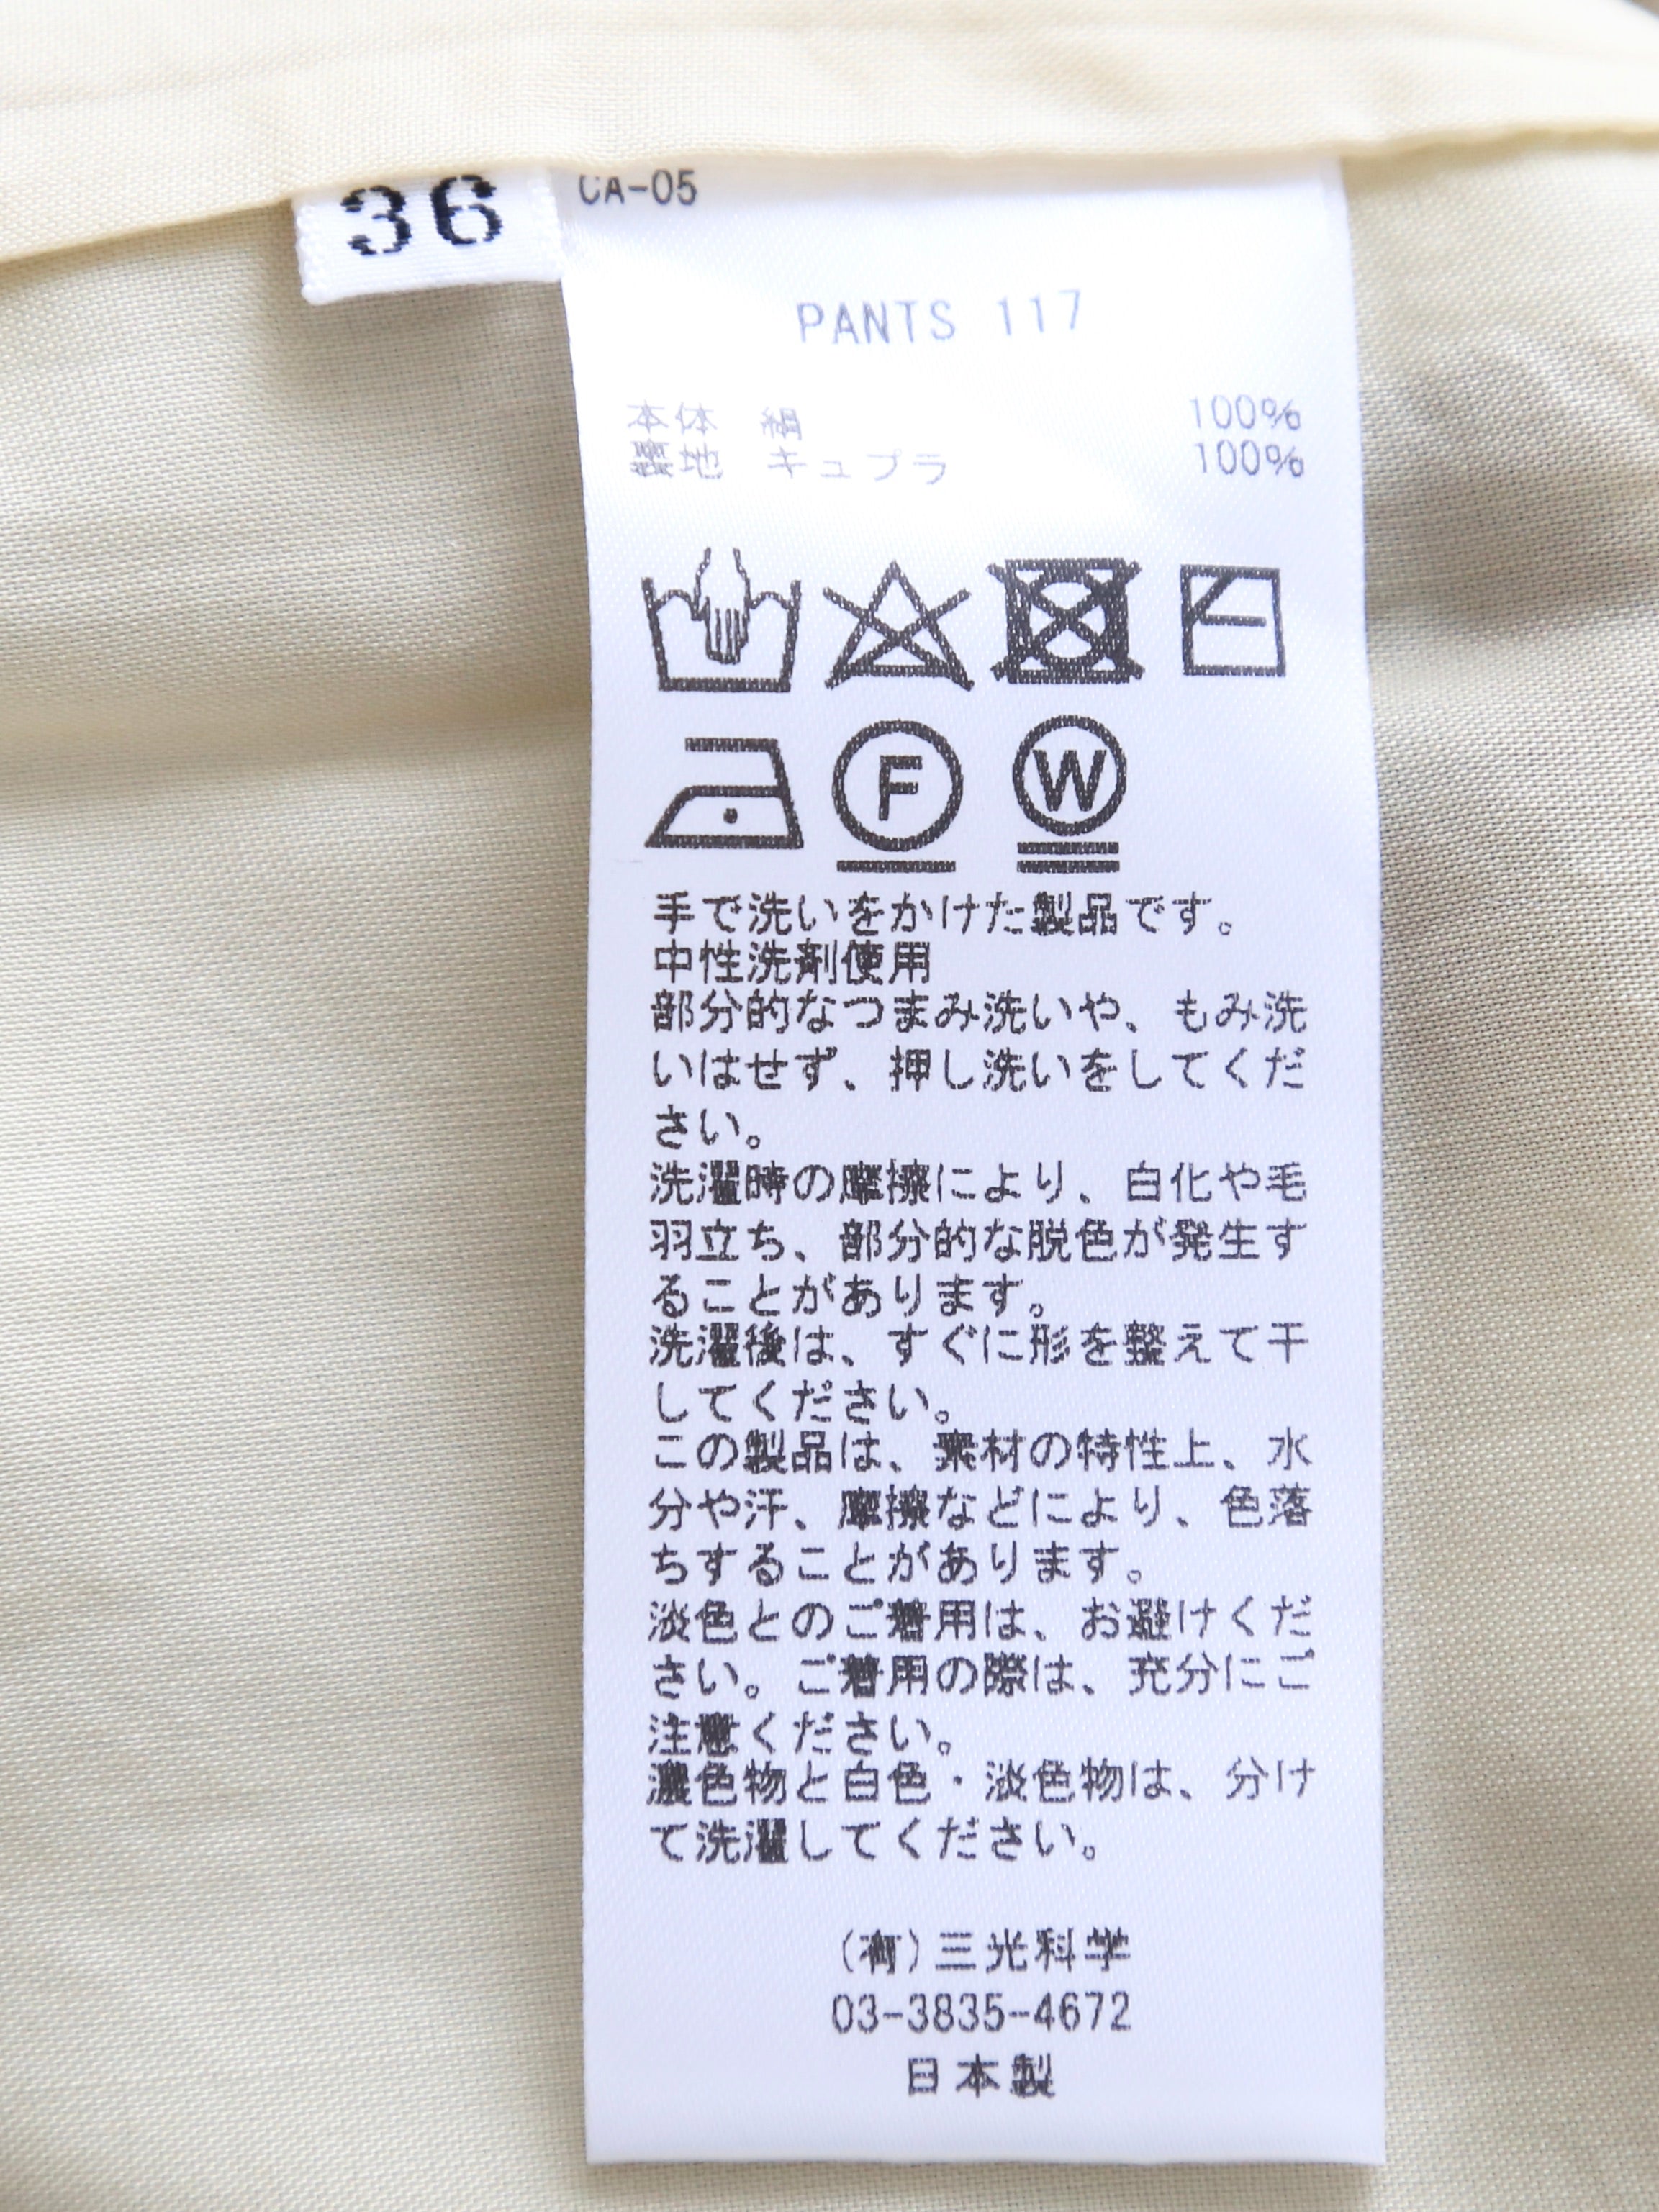 36
CA-05
PANTS 117
本体 絹 100%
裏地 キュプラ 100%
F
W
手で洗いをかけた製品です。
中性洗剤使用
部分的なつまみ洗いや、もみ洗
いはせず、押し洗いをしてくだ
さい。
洗濯時の摩擦により、白化や毛
羽立ち、部分的な脱色が発生す
ることがあります。
洗濯後は、すぐに形を整えて干
してください。
この製品は、素材の特性上、水
分や汗、摩擦などにより、色落
ちすることがあります。
淡色とのご着用は、お避けくだ
さい。ご着用の際は、充分にご
注意ください。
濃色物と白色・淡色物は、分け
て洗濯してください。
(有)三光科学
03-3835-4672
日本製